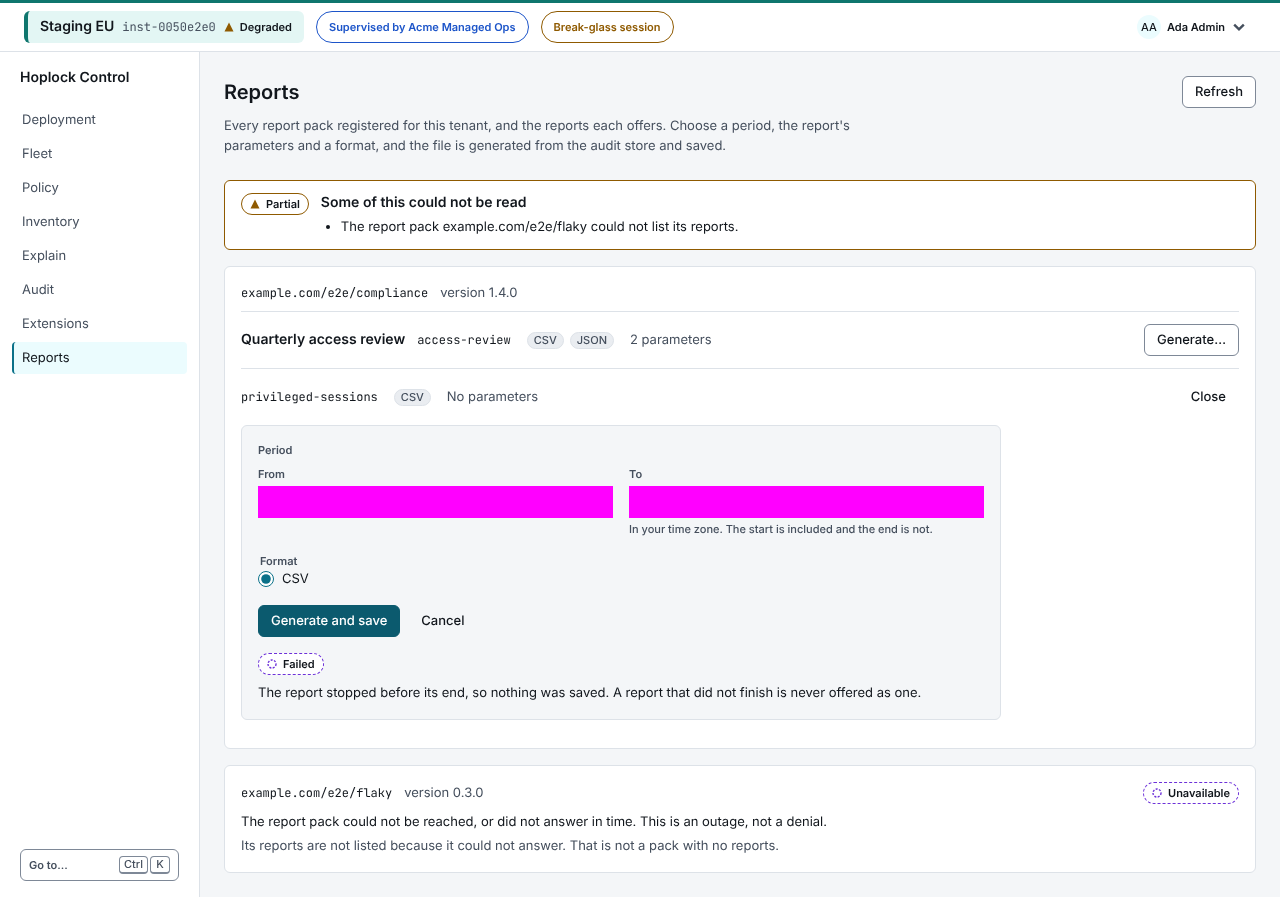 Staging EU inst-0050e2e0 Degraded Supervised by Acme Managed Ops Break-glass session AA Ada Admin
Hoplock Control
Deployment
Fleet
Policy
Inventory
Explain
Audit
Extensions
Reports
Go to... Ctrl K
Reports Refresh
Every report pack registered for this tenant, and the reports each offers. Choose a period, the report's
parameters and a format, and the file is generated from the audit store and saved.
Partial Some of this could not be read
• The report pack example.com/e2e/flaky could not list its reports.
example.com/e2e/compliance version 1.4.0
Quarterly access review access-review CSV JSON 2 parameters Generate...
privileged-sessions CSV No parameters Close
Period
From To
In your time zone. The start is included and the end is not.
Format
CSV
Generate and save Cancel
Failed
The report stopped before its end, so nothing was saved. A report that did not finish is never offered as one.
example.com/e2e/flaky version 0.3.0 Unavailable
The report pack could not be reached, or did not answer in time. This is an outage, not a denial.
Its reports are not listed because it could not answer. That is not a pack with no reports.